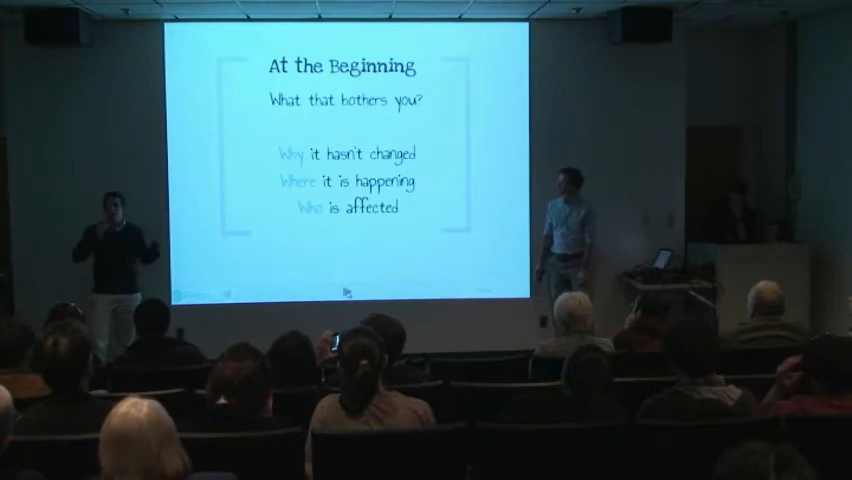 At the Beginning
What that bothers you?
Why it hasn't changed
Where it is happening
Who is affected